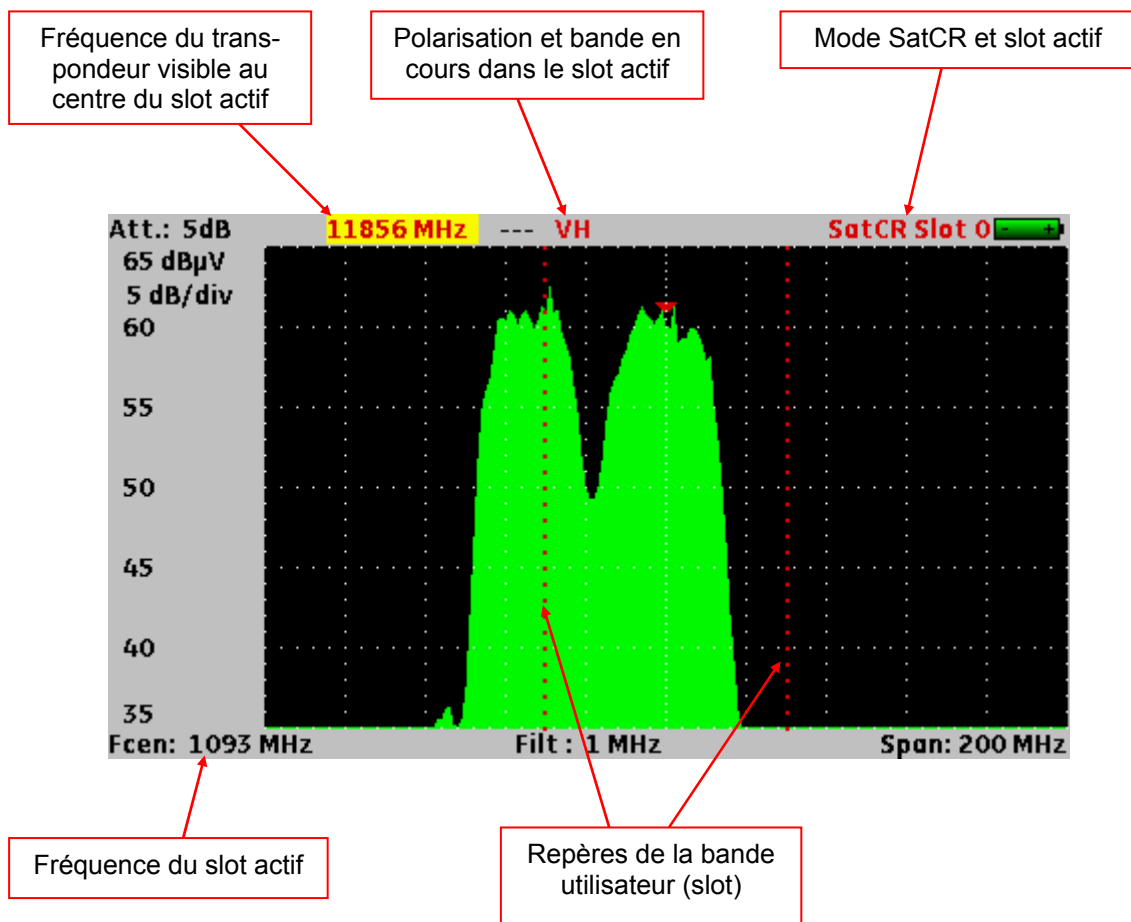 Fréquence du trans-
pondeur visible au
centre du slot actif
Polarisation et bande en
cours dans le slot actif
Mode SatCR et slot actif
Att.: 5dB
11856 MHz
--- VH
SatCR Slot 0
- +
65 dBµV
5 dB/div
60
55
50
45
40
35
Fcen: 1093 MHz
Filt : 1 MHz
Span: 200 MHz
Fréquence du slot actif
Repères de la bande
utilisateur (slot)